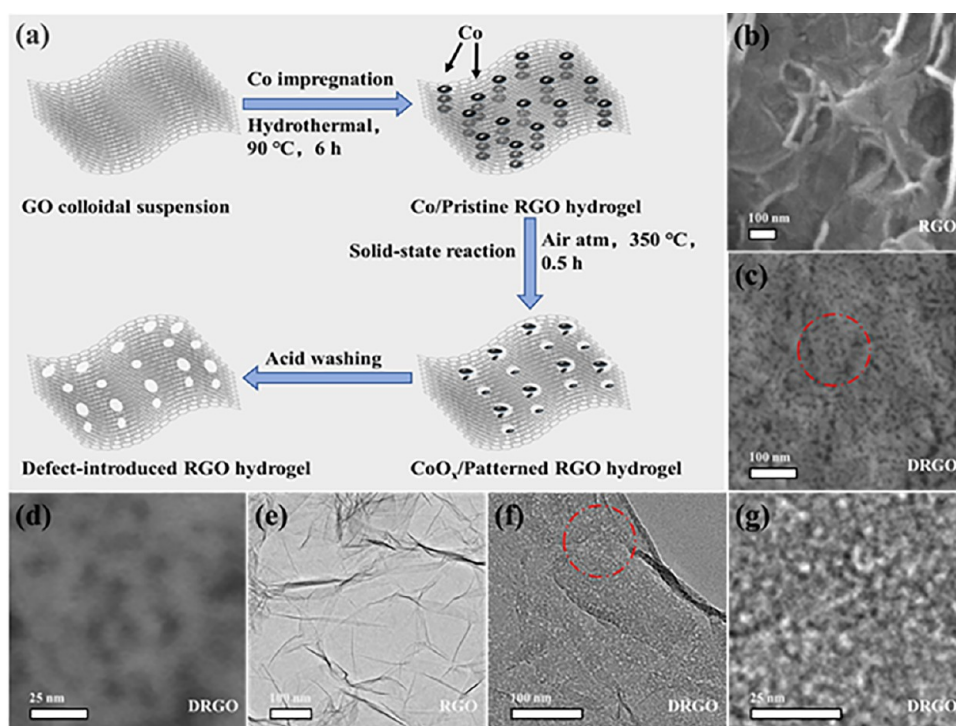 (a)
Co
Co impregnation
Hydrothermal,
90 °C, 6 h
GO colloidal suspension
Co/Pristine RGO hydrogel
Solid-state reaction
Air atm, 350 °C,
0.5 h
Acid washing
Defect-introduced RGO hydrogel
CoOₓ/Patterned RGO hydrogel
(b)
100 nm
RGO
(c)
100 nm
DRGO
(d)
25 nm
DRGO
(e)
100 nm
RGO
(f)
100 nm
DRGO
(g)
25 nm
DRGO